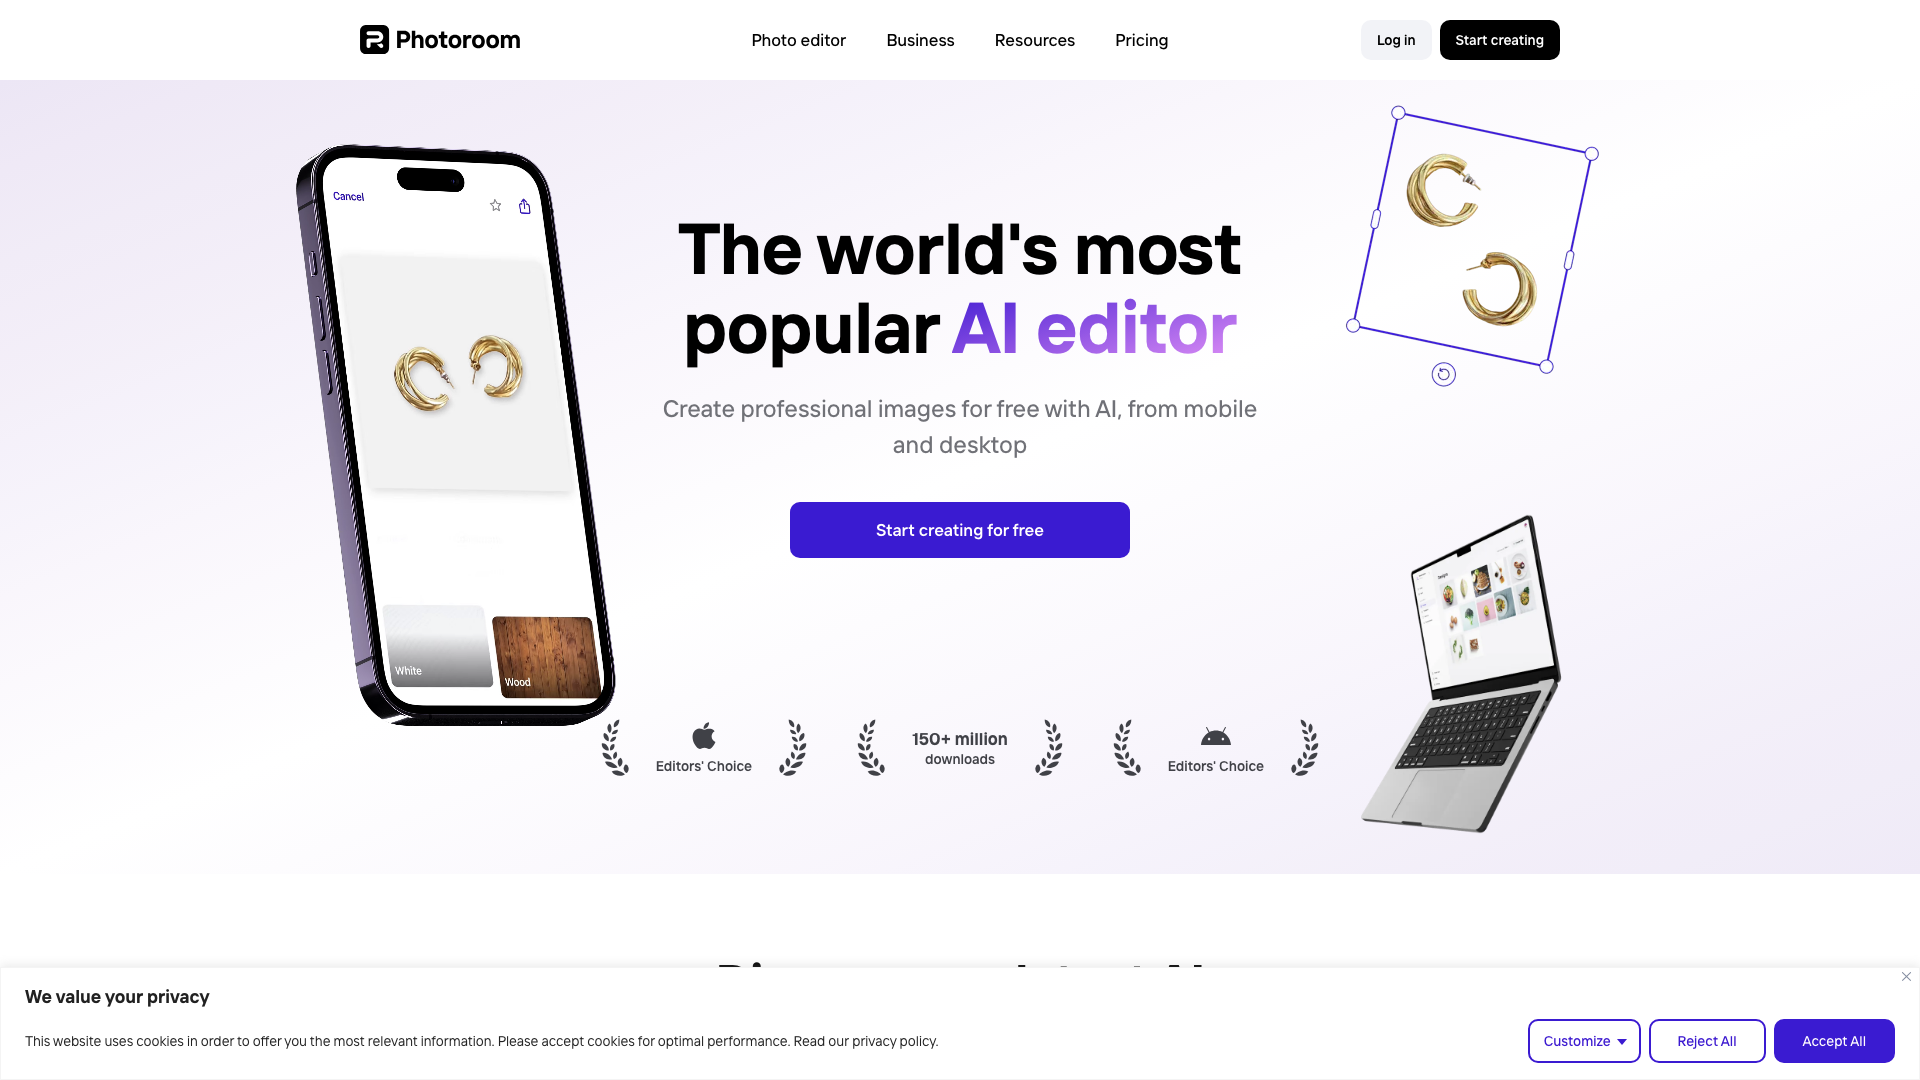 Photoroom
Photo editor
Business
Resources
Pricing
Log in
Start creating
Cancel
White
Wood
The world's most
popular AI editor
Create professional images for free with AI, from mobile
and desktop
Start creating for free
Editors' Choice
150+ million
downloads
Editors' Choice
We value your privacy
This website uses cookies in order to offer you the most relevant information. Please accept cookies for optimal performance. Read our privacy policy.
Customize
Reject All
Accept All